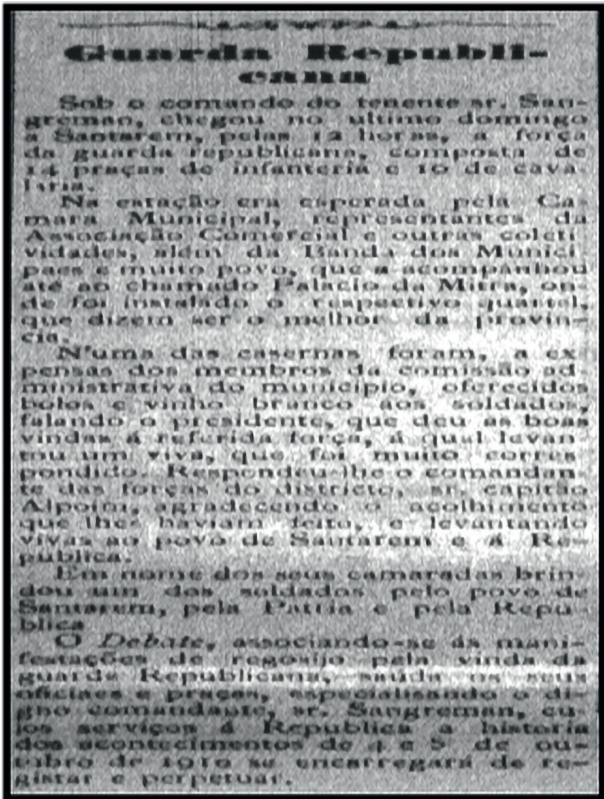 Guarda Republi-
cana
Sob o comando do tenente sr. San-
greman, chegou no ultimo domingo
a Santarem, pelas 12 horas, a força
da guarda republicana, composta de
14 praças de infanteria e 10 de cava-
laria.
Na estação era esperada pela Ca-
mara Municipal, representantes da
Associação Comercial e outras coleti
vidades, além da Banda dos Munici
paes e muito povo, que a acompanhou
até ao chamado Palacio da Mitra, on-
de foi instalado o respectivo quartel,
que dizem ser o melhor da provin-
cia.
N'uma das casernas foram, a ex
pensas dos membros da comissão ad
ministrativa do municipio, oferecidos
bolos e vinho branco aos soldados,
falando o presidente, que deu as boas
vindas á referida força, á qual levan
tou um viva, que foi muito corres
pondido. Respondeu-lhe o comandan
te das forças do districto, sr. capitão
Alpoim, agradecendo o acolhimento
que lhes haviam feito, e levantando
vivas ao povo de Santarem e á Re-
publica.
Em nome dos seus camaradas brin-
dou um dos soldados pelo povo de
Santarem, pela Patria e pela Repu-
blica
O Debate, associando-se ás mani-
festações de regosijo pela vinda da
guarda Republicana, saúda os seus
oficiaes e praças, especialisando o di-
gno comandante, sr. Sangreman, cu-
jos serviços á Republica a historia
dos acontecimentos de 4 e 5 de ou-
tubro de 1910 se encarregará de re-
gistar e perpetuar.